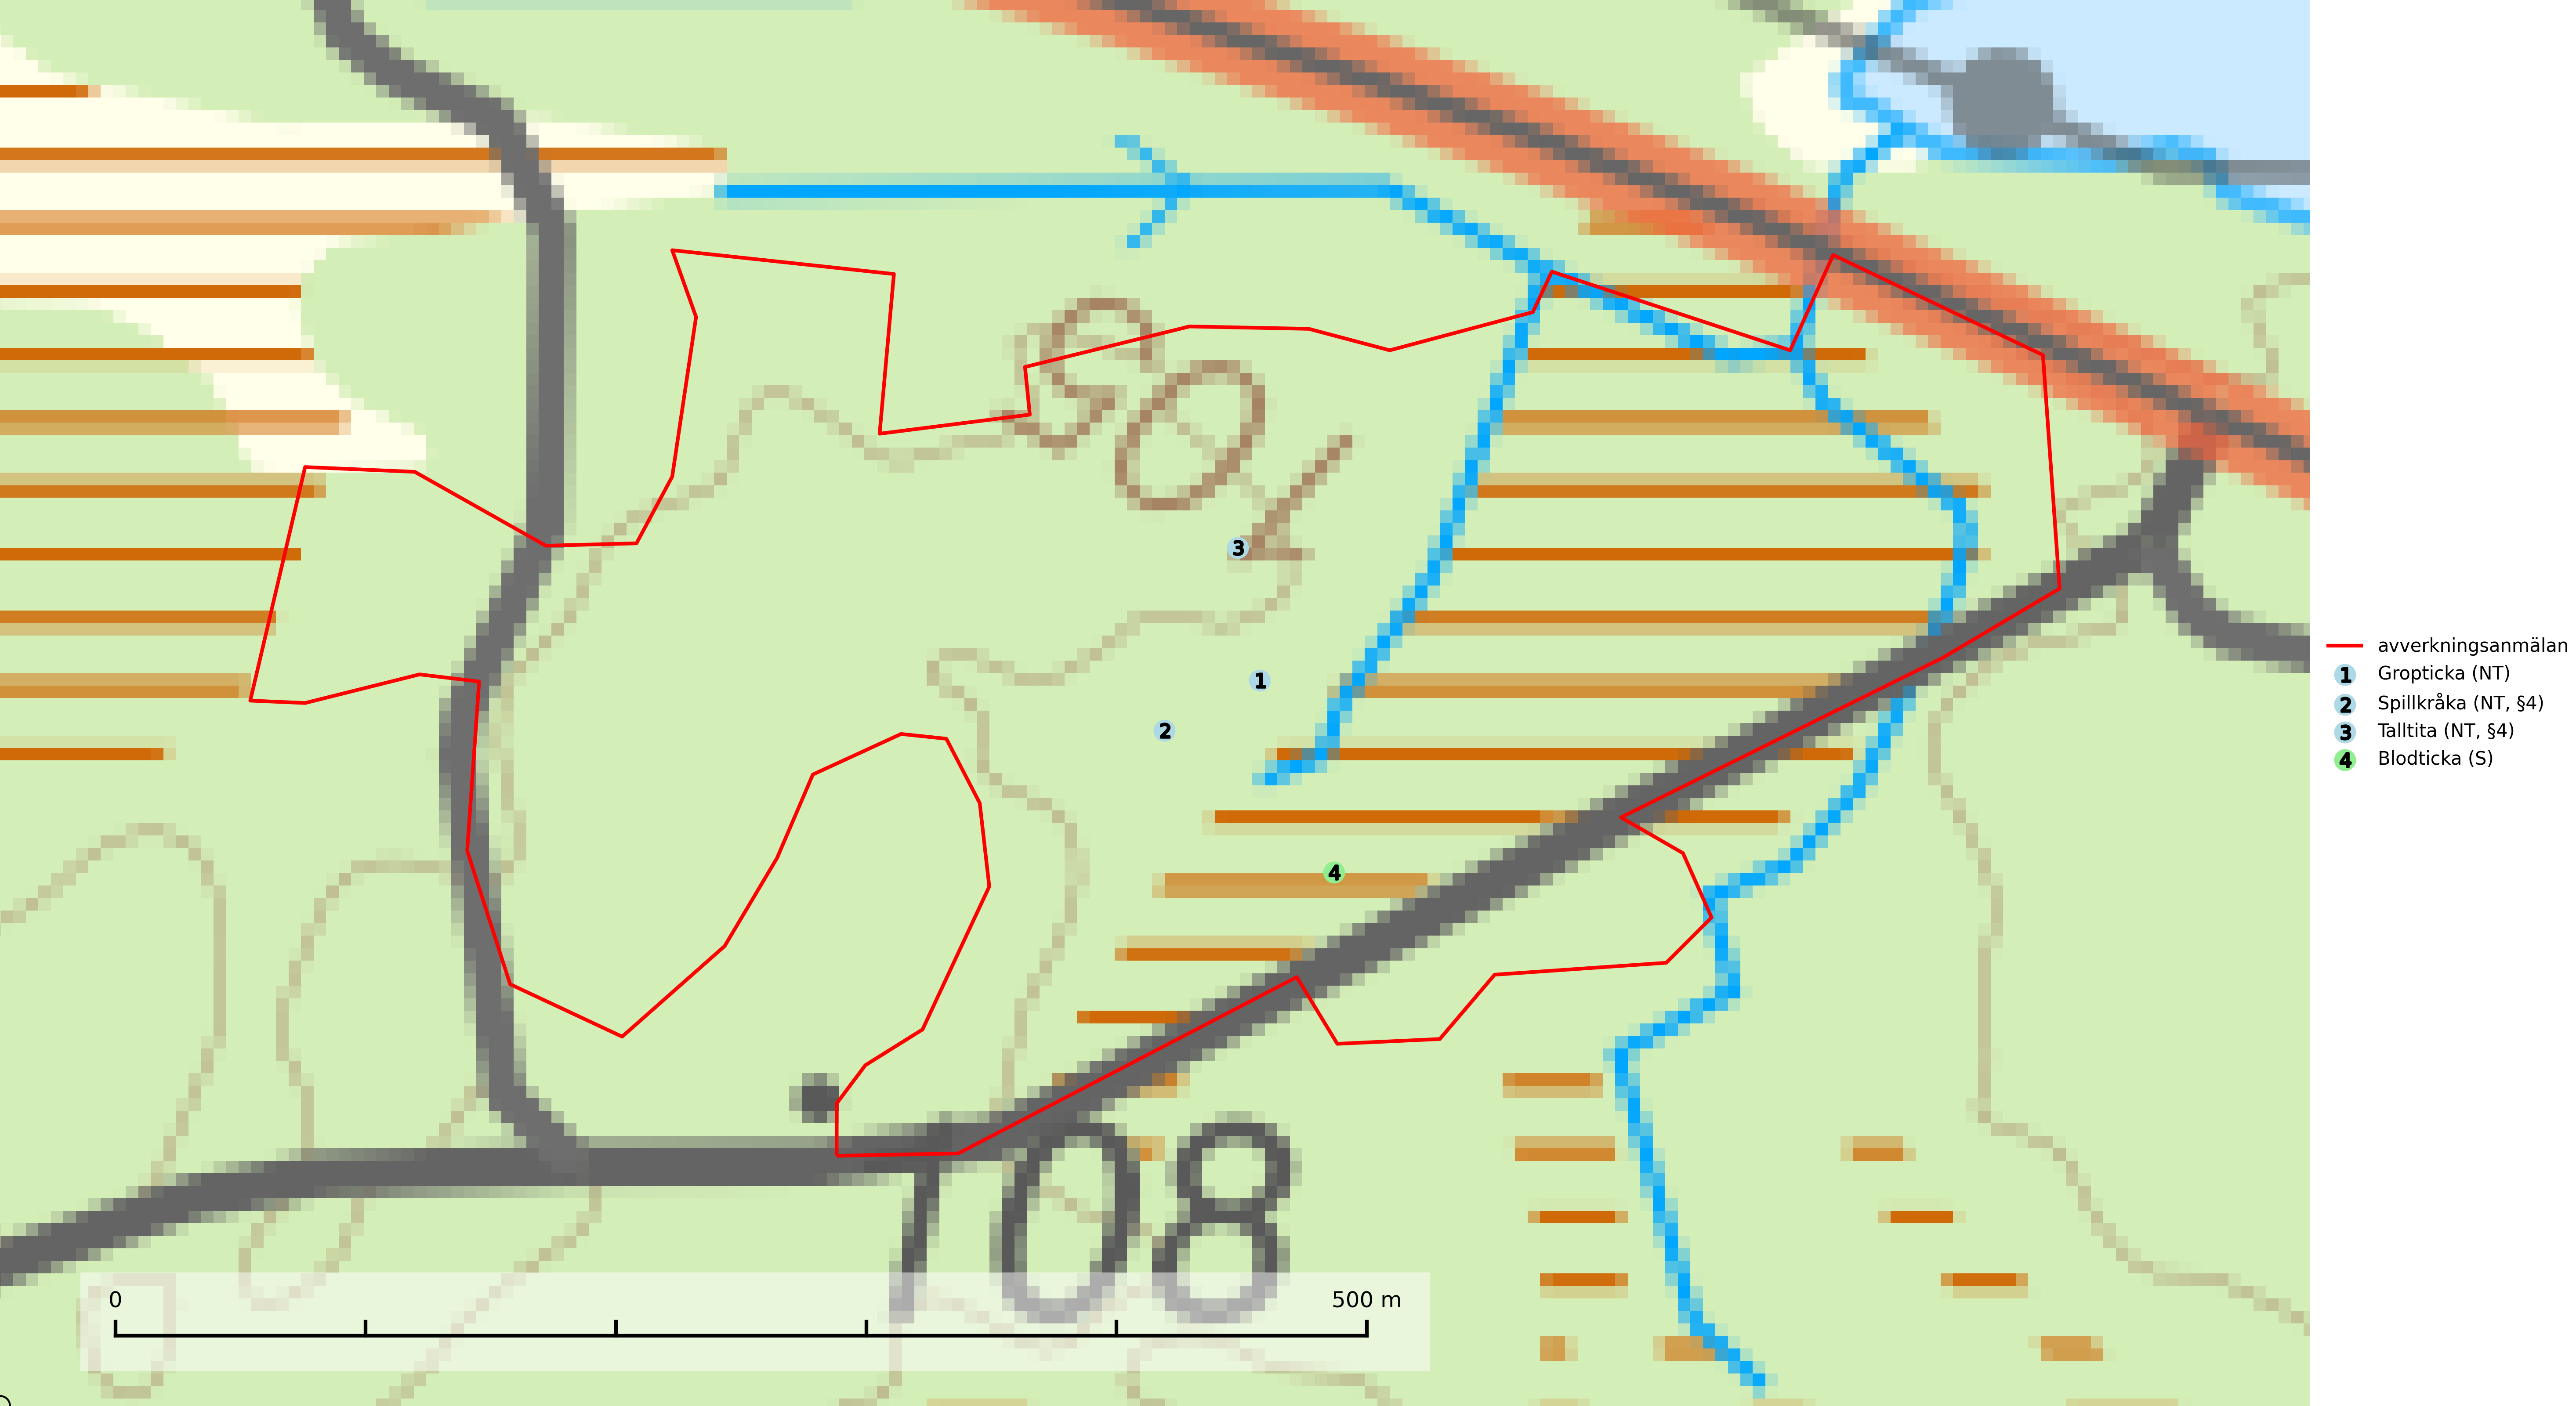 601
3
1
2
4
108
0 500 m
avverkningsanmälan
1 Gropticka (NT)
2 Spillkråka (NT, §4)
3 Talltita (NT, §4)
4 Blodticka (S)